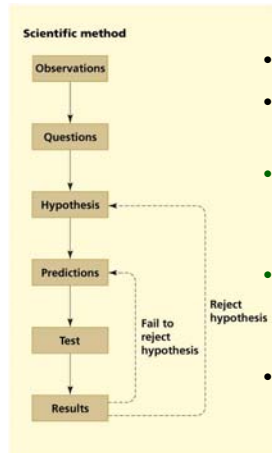 Scientific method
Observations
Questions
Hypothesis
Predictions
Test
Results
Fail to
reject
hypothesis
Reject
hypothesis